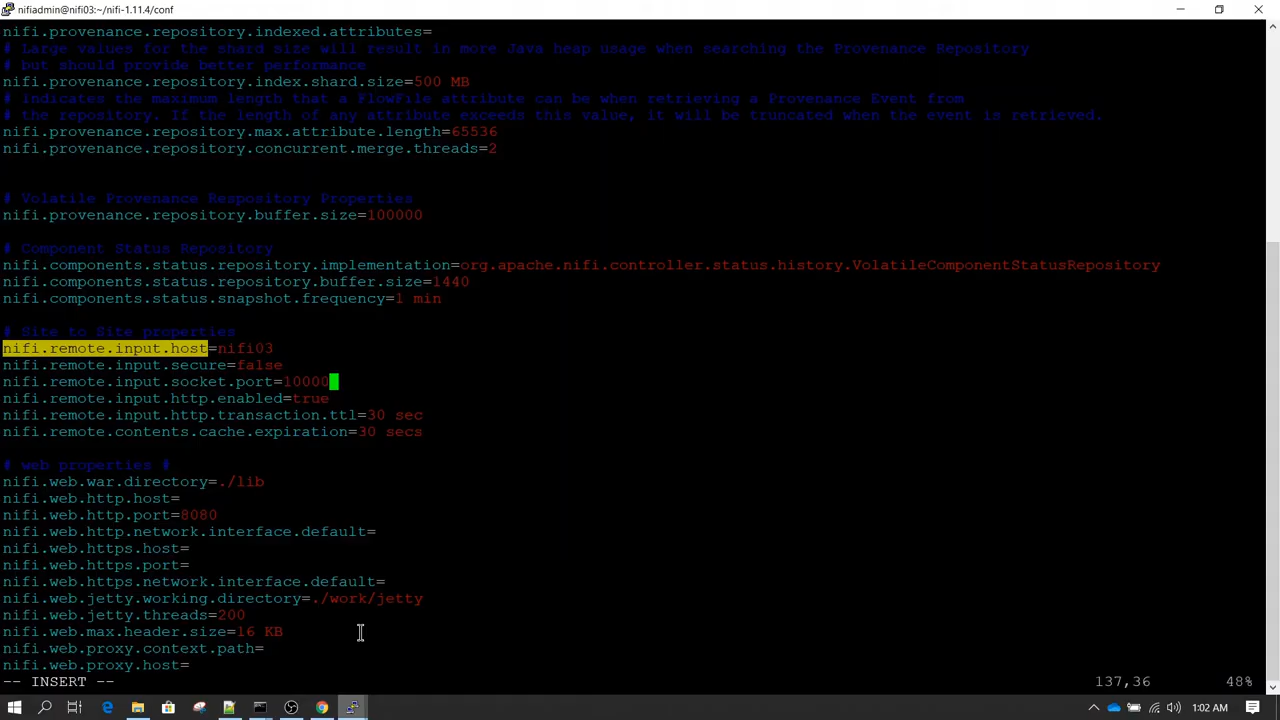 nifiadmin@nifi03:~/nifi-1.11.4/conf
nifi.provenance.repository.indexed.attributes=
# Large values for the shard size will result in more Java heap usage when searching the Provenance Repository
# but should provide better performance
nifi.provenance.repository.index.shard.size=500 MB
# Indicates the maximum length that a FlowFile attribute can be when retrieving a Provenance Event from
# the repository. If the length of any attribute exceeds this value, it will be truncated when the event is retrieved.
nifi.provenance.repository.max.attribute.length=65536
nifi.provenance.repository.concurrent.merge.threads=2
# Volatile Provenance Respository Properties
nifi.provenance.repository.buffer.size=100000
# Component Status Repository
nifi.components.status.repository.implementation=org.apache.nifi.controller.status.history.VolatileComponentStatusRepository
nifi.components.status.repository.buffer.size=1440
nifi.components.status.snapshot.frequency=1 min
# Site to Site properties
nifi.remote.input.host=nifi03
nifi.remote.input.secure=false
nifi.remote.input.socket.port=10000
nifi.remote.input.http.enabled=true
nifi.remote.input.http.transaction.ttl=30 sec
nifi.remote.contents.cache.expiration=30 secs
# web properties #
nifi.web.war.directory=./lib
nifi.web.http.host=
nifi.web.http.port=8080
nifi.web.http.network.interface.default=
nifi.web.https.host=
nifi.web.https.port=
nifi.web.https.network.interface.default=
nifi.web.jetty.working.directory=./work/jetty
nifi.web.jetty.threads=200
nifi.web.max.header.size=16 KB
nifi.web.proxy.context.path=
nifi.web.proxy.host=
-- INSERT -- 137,36 48%
1:02 AM